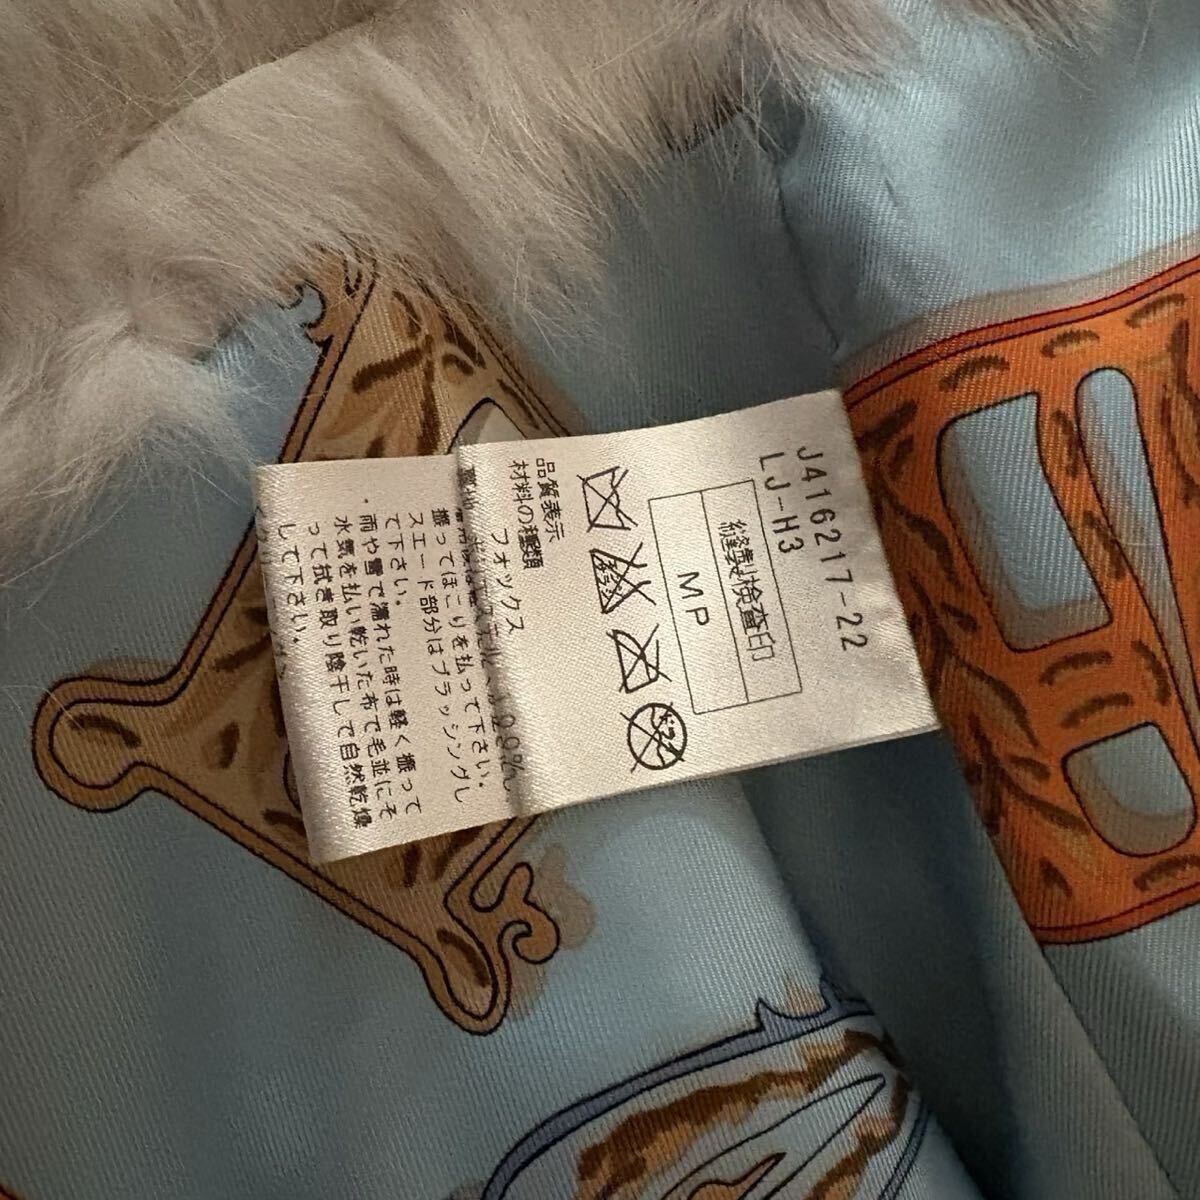 J416217-22
LJ-H3
縫製検査印
MP
品質表示
材料の種類 フォックス
振ってほこりを払って下さい。
スエード部分はブラッシングし
て下さい。
・雨や雪で濡れた時は軽く振って
水気を払い乾いた布で毛並にそ
って拭き取り陰干して自然乾燥
して下さい。